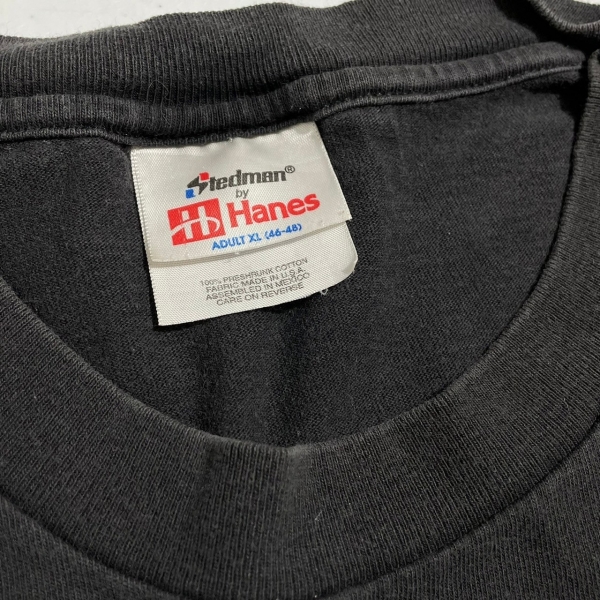 Stedman®
by
H Hanes
ADULT XL (46-48)
100% PRESHRUNK COTTON
FABRIC MADE IN U.S.A.
ASSEMBLED IN MEXICO
CARE ON REVERSE